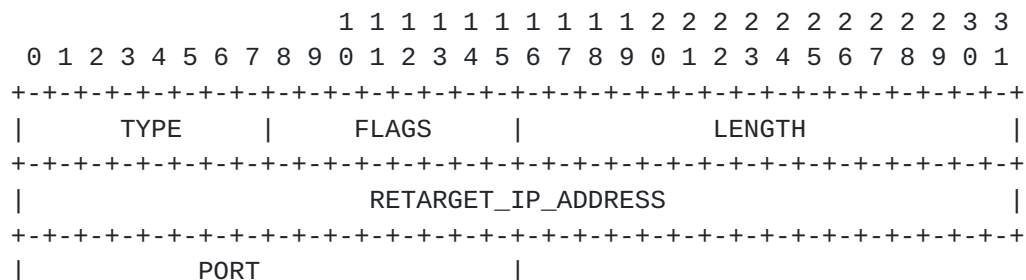 1 1 1 1 1 1 1 1 1 1 2 2 2 2 2 2 2 2 2 2 3 3
0 1 2 3 4 5 6 7 8 9 0 1 2 3 4 5 6 7 8 9 0 1 2 3 4 5 6 7 8 9 0 1
+-+-+-+-+-+-+-+-+-+-+-+-+-+-+-+-+-+-+-+-+-+-+-+-+-+-+-+-+-+-+-+-+
| TYPE | FLAGS | LENGTH |
+-+-+-+-+-+-+-+-+-+-+-+-+-+-+-+-+-+-+-+-+-+-+-+-+-+-+-+-+-+-+-+-+
| RETARGET_IP_ADDRESS |
+-+-+-+-+-+-+-+-+-+-+-+-+-+-+-+-+-+-+-+-+-+-+-+-+-+-+-+-+-+-+-+-+
| PORT |